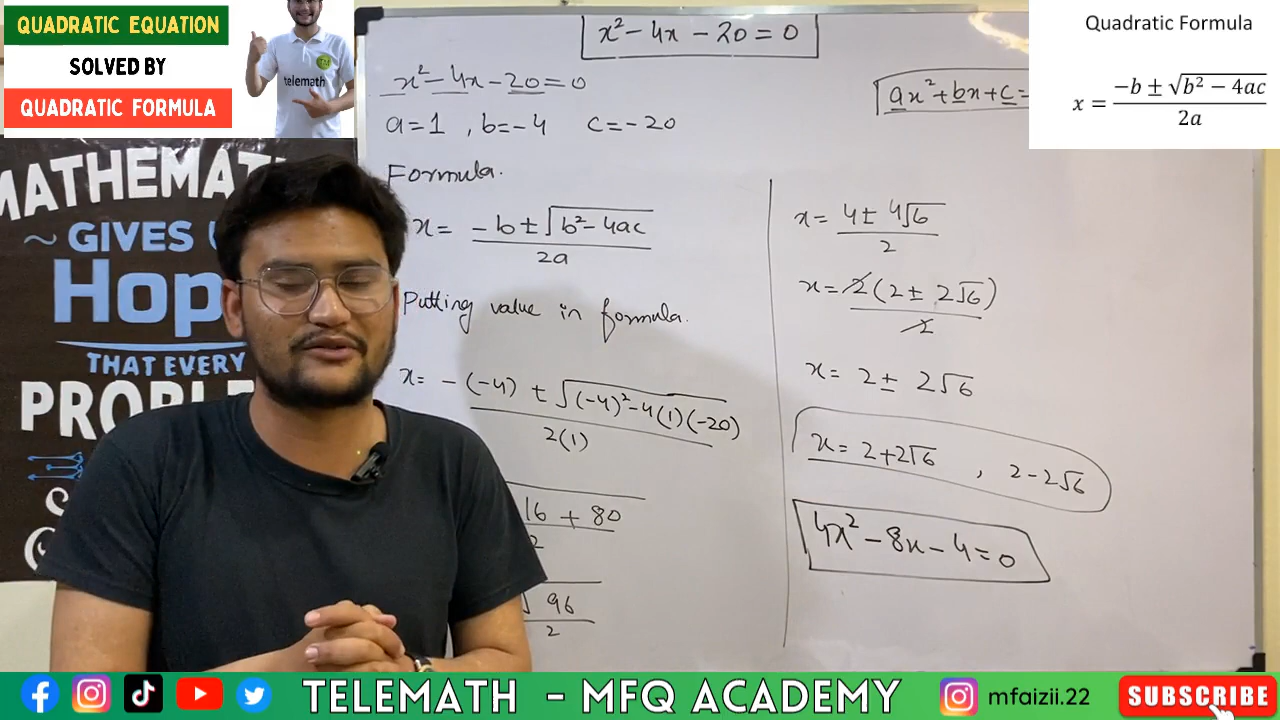 QUADRATIC EQUATION
SOLVED BY
QUADRATIC FORMULA
telemath
MATHEMAT
~ GIVES
Hop
THAT EVERY
PROBL
x² - 4x - 20 = 0
x² - 4x - 20 = 0
a = 1 , b = -4 c = -20
Formula.
x = -b ± √b² - 4ac / 2a
Putting value in formula.
x = -(-4) ± √(-4)² - 4(1)(-20) / 2(1)
16 + 80 / 2
√96 / 2
ax² + bx + c =
Quadratic Formula
x = -b ± √b² - 4ac / 2a
x = 4 ± 4√6 / 2
x = 2(2 ± 2√6) / 2
x = 2 ± 2√6
x = 2 + 2√6 , 2 - 2√6
4x² - 8x - 4 = 0
TELEMATH - MFQ ACADEMY
mfaizii.22
SUBSCRIBE